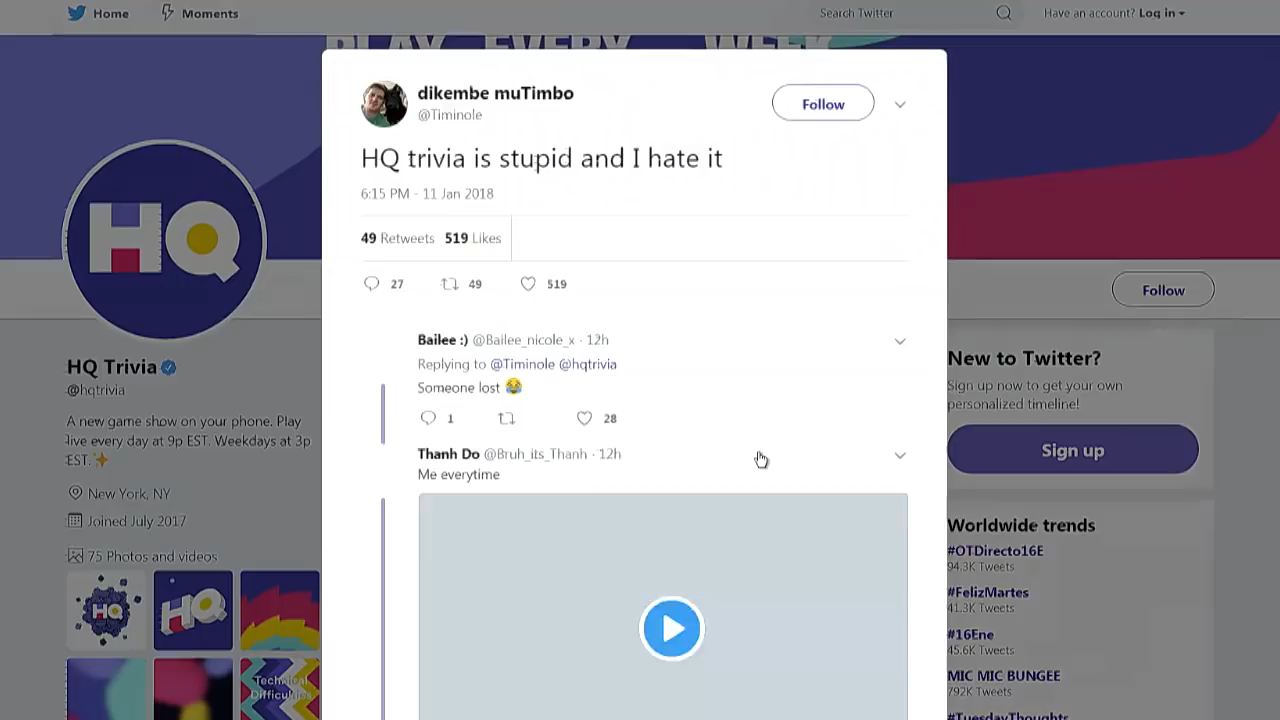 Home
Moments
Search Twitter
Have an account? Log in
PLAY EVERY WEEK
dikembe muTimbo
@Timinole
Follow
HQ trivia is stupid and I hate it
6:15 PM - 11 Jan 2018
49 Retweets 519 Likes
27 49 519
Bailee :) @Bailee_nicole_x · 12h
Replying to @Timinole @hqtrivia
Someone lost 😂
1 28
Thanh Do @Bruh_its_Thanh · 12h
Me everytime
HQ
HQ Trivia
@hqtrivia
A new game show on your phone. Play
live every day at 9p EST. Weekdays at 3p
EST.✨
New York, NY
Joined July 2017
75 Photos and videos
HQ
HQ
Technical
Difficulties
Follow
New to Twitter?
Sign up now to get your own
personalized timeline!
Sign up
Worldwide trends
#OTDirecto16E
94.3K Tweets
#FelizMartes
41.3K Tweets
#16Ene
45.6K Tweets
MIC MIC BUNGEE
792K Tweets
#TuesdayThoughts